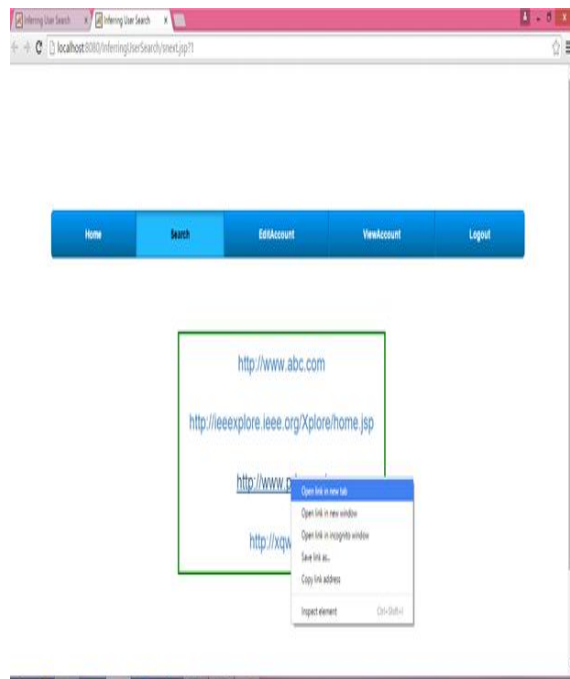 Inferring User Search x Inferring User Search x
localhost:8080/InferringUserSearch/snext.jsp?1
Home Search EditAccount ViewAccount Logout
http://www.abc.com
http://ieeexplore.ieee.org/Xplore/home.jsp
http://www.p
http://xqw
Open link in new tab
Open link in new window
Open link in incognito window
Save link as...
Copy link address
Inspect element Ctrl+Shift+I